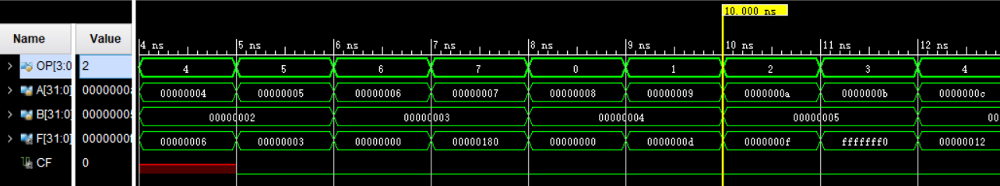 10.000 ns
Name Value
4 ns 5 ns 6 ns 7 ns 8 ns 9 ns 10 ns 11 ns 12 ns
OP[3:0 2 4 5 6 7 0 1 2 3 4
A[31:0] 0000000 00000004 00000005 00000006 00000007 00000008 00000009 0000000a 0000000b 0000000c
B[31:0] 0000000 00000002 00000003 00000004 00000005 00
F[31:0] 0000000 00000006 00000003 00000000 00000180 00000000 0000000d 0000000f fffffff0 00000012
CF 0